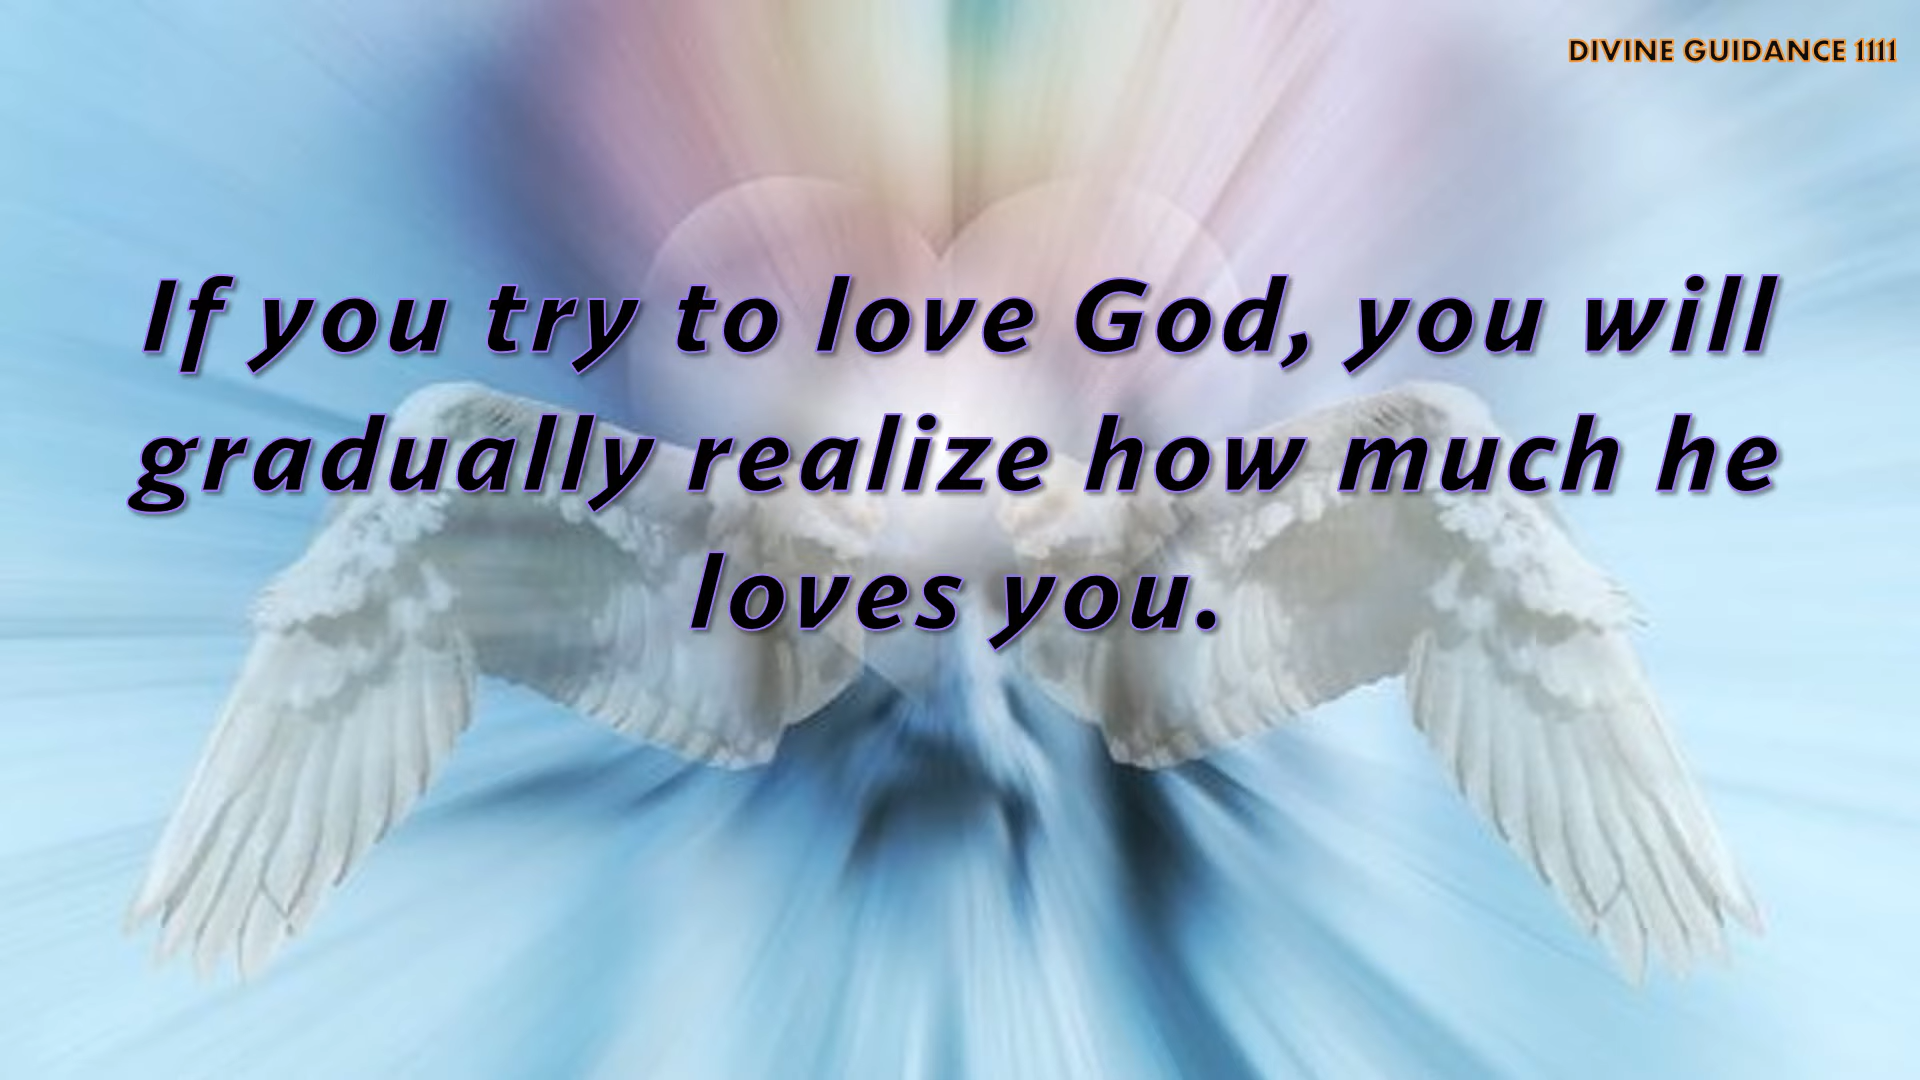 DIVINE GUIDANCE 1111
If you try to love God, you will
gradually realize how much he
loves you.